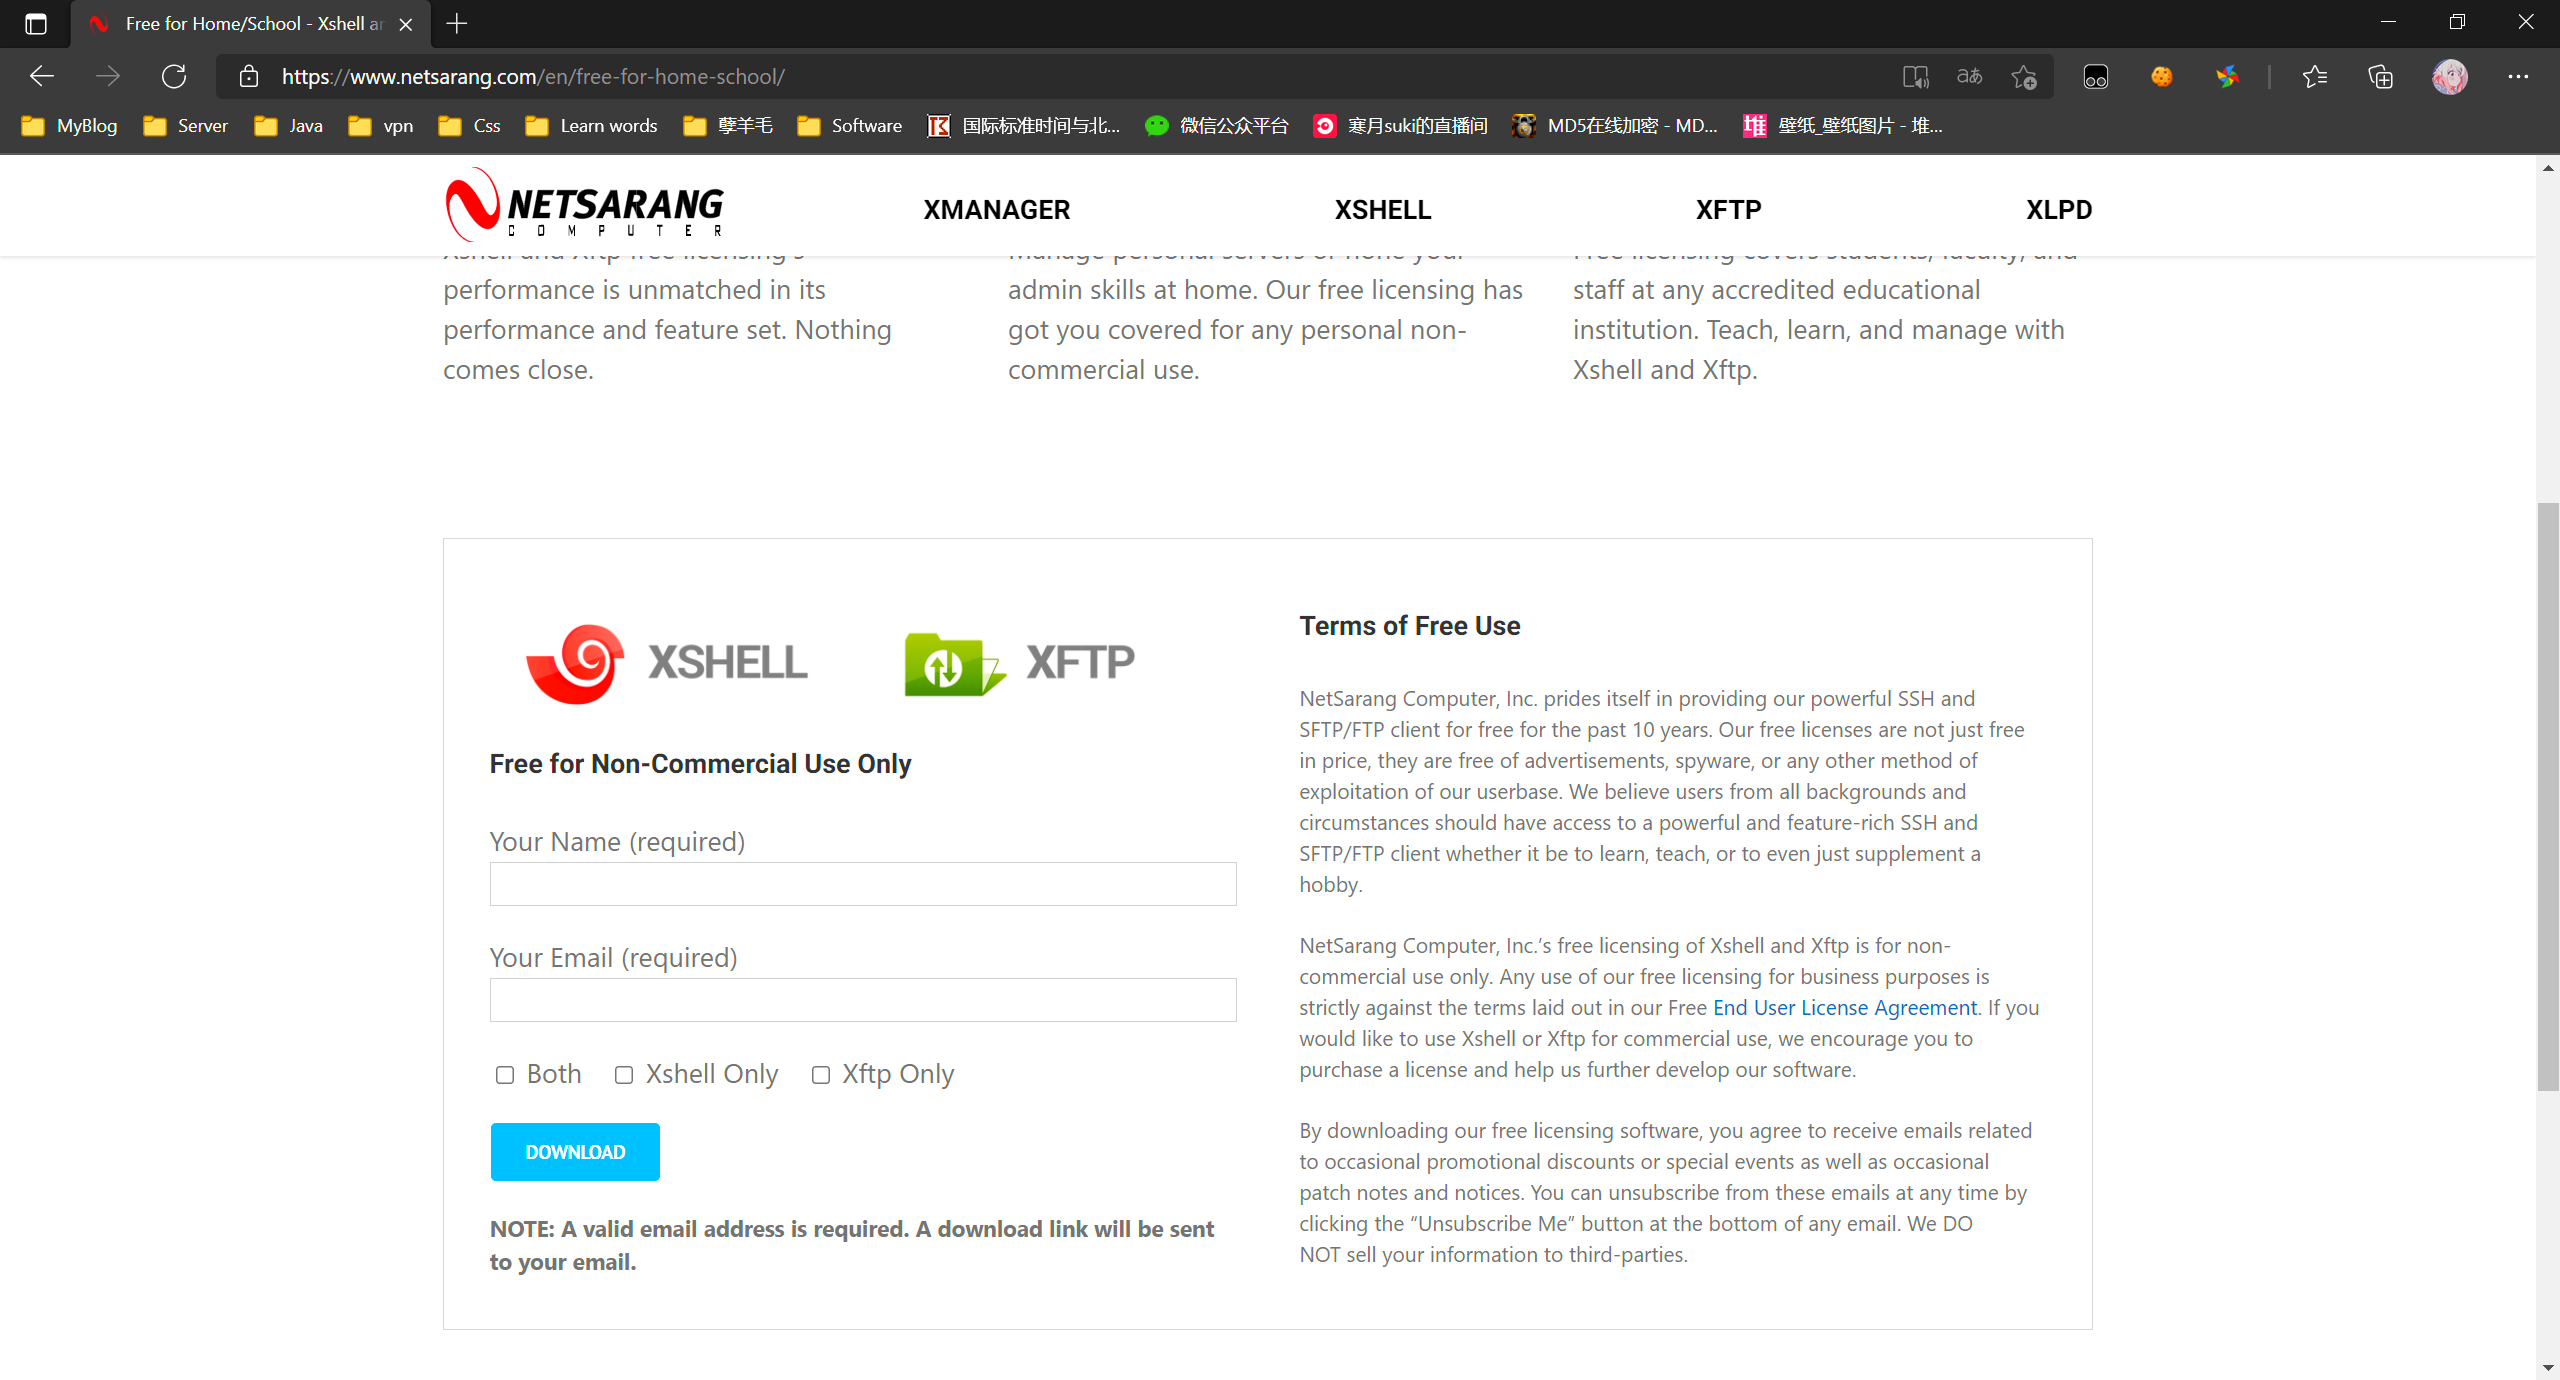 Free for Home/School - Xshell ar
https://www.netsarang.com/en/free-for-home-school/
MyBlog Server Java vpn Css Learn words 孽羊毛 Software 国际标准时间与北... 微信公众平台 寒月suki的直播间 MD5在线加密 - MD... 壁纸_壁纸图片 - 堆...
NETSARANG
COMPUTER
XMANAGER XSHELL XFTP XLPD
Xshell and Xftp free licensing's
performance is unmatched in its
performance and feature set. Nothing
comes close.
Manage personal servers or hone your
admin skills at home. Our free licensing has
got you covered for any personal non-
commercial use.
Free licensing covers students, faculty, and
staff at any accredited educational
institution. Teach, learn, and manage with
Xshell and Xftp.
XSHELL XFTP
Free for Non-Commercial Use Only
Your Name (required)
Your Email (required)
Both Xshell Only Xftp Only
DOWNLOAD
NOTE: A valid email address is required. A download link will be sent
to your email.
Terms of Free Use
NetSarang Computer, Inc. prides itself in providing our powerful SSH and
SFTP/FTP client for free for the past 10 years. Our free licenses are not just free
in price, they are free of advertisements, spyware, or any other method of
exploitation of our userbase. We believe users from all backgrounds and
circumstances should have access to a powerful and feature-rich SSH and
SFTP/FTP client whether it be to learn, teach, or to even just supplement a
hobby.
NetSarang Computer, Inc.’s free licensing of Xshell and Xftp is for non-
commercial use only. Any use of our free licensing for business purposes is
strictly against the terms laid out in our Free End User License Agreement. If you
would like to use Xshell or Xftp for commercial use, we encourage you to
purchase a license and help us further develop our software.
By downloading our free licensing software, you agree to receive emails related
to occasional promotional discounts or special events as well as occasional
patch notes and notices. You can unsubscribe from these emails at any time by
clicking the “Unsubscribe Me” button at the bottom of any email. We DO
NOT sell your information to third-parties.